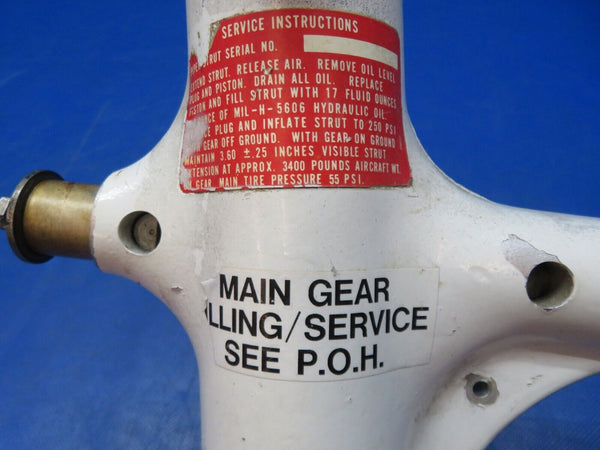 SERVICE INSTRUCTIONS
STRUT SERIAL NO.
EXTEND STRUT. RELEASE AIR. REMOVE OIL LEVEL
PLUG AND PISTON. DRAIN ALL OIL. REPLACE
PISTON AND FILL STRUT WITH 17 FLUID OUNCES
OF MIL-H-5606 HYDRAULIC OIL.
PLUG AND INFLATE STRUT TO 250 PSI
GEAR OFF GROUND. WITH GEAR ON GROUND
MAINTAIN 3.60 ±.25 INCHES VISIBLE STRUT
EXTENSION AT APPROX. 3400 POUNDS AIRCRAFT WT.
GEAR. MAIN TIRE PRESSURE 55 PSI.
MAIN GEAR
LLING/SERVICE
SEE P.O.H.